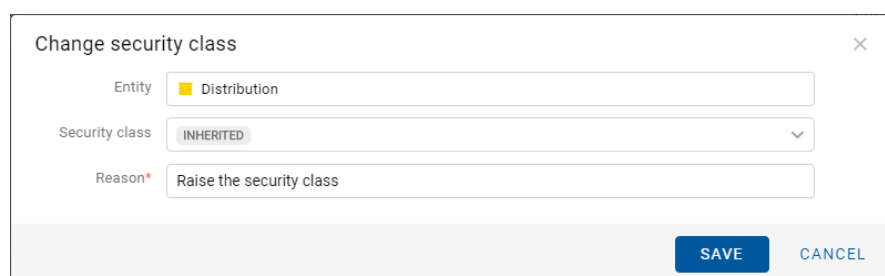 Change security class
Entity Distribution
Security class INHERITED
Reason* Raise the security class
SAVE CANCEL